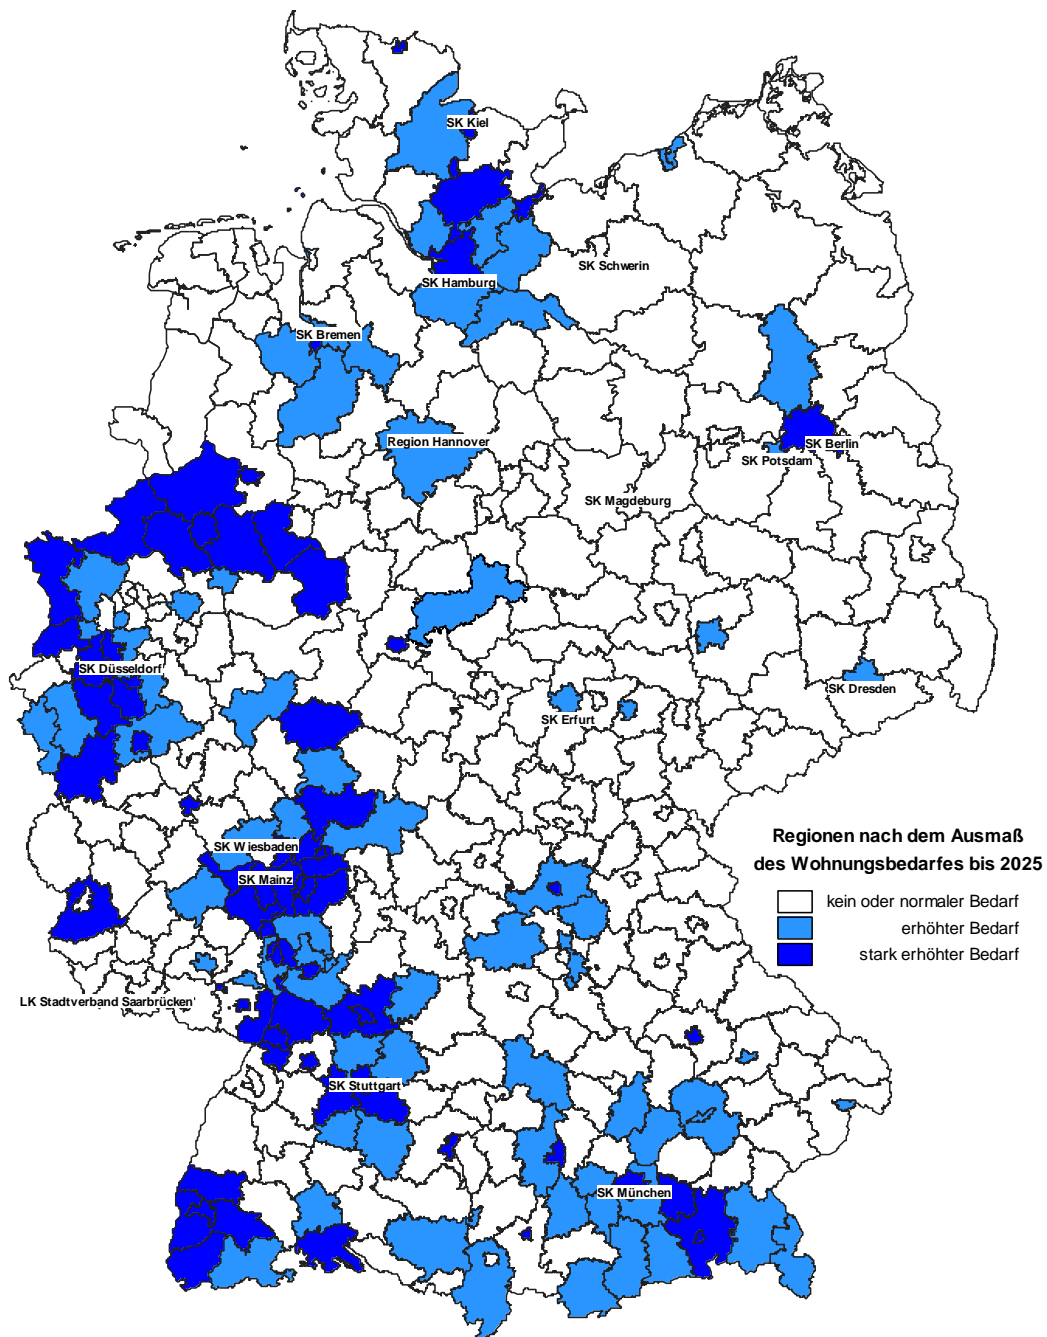 SK Kiel
SK Schwerin
SK Hamburg
SK Bremen
Region Hannover
SK Berlin
SK Potsdam
SK Magdeburg
SK Düsseldorf
SK Dresden
SK Erfurt
Regionen nach dem Ausmaß
des Wohnungsbedarfes bis 2025
SK Wiesbaden
SK Mainz
kein oder normaler Bedarf
erhöhter Bedarf
stark erhöhter Bedarf
LK Stadtverband Saarbrücken'
SK Stuttgart
SK München